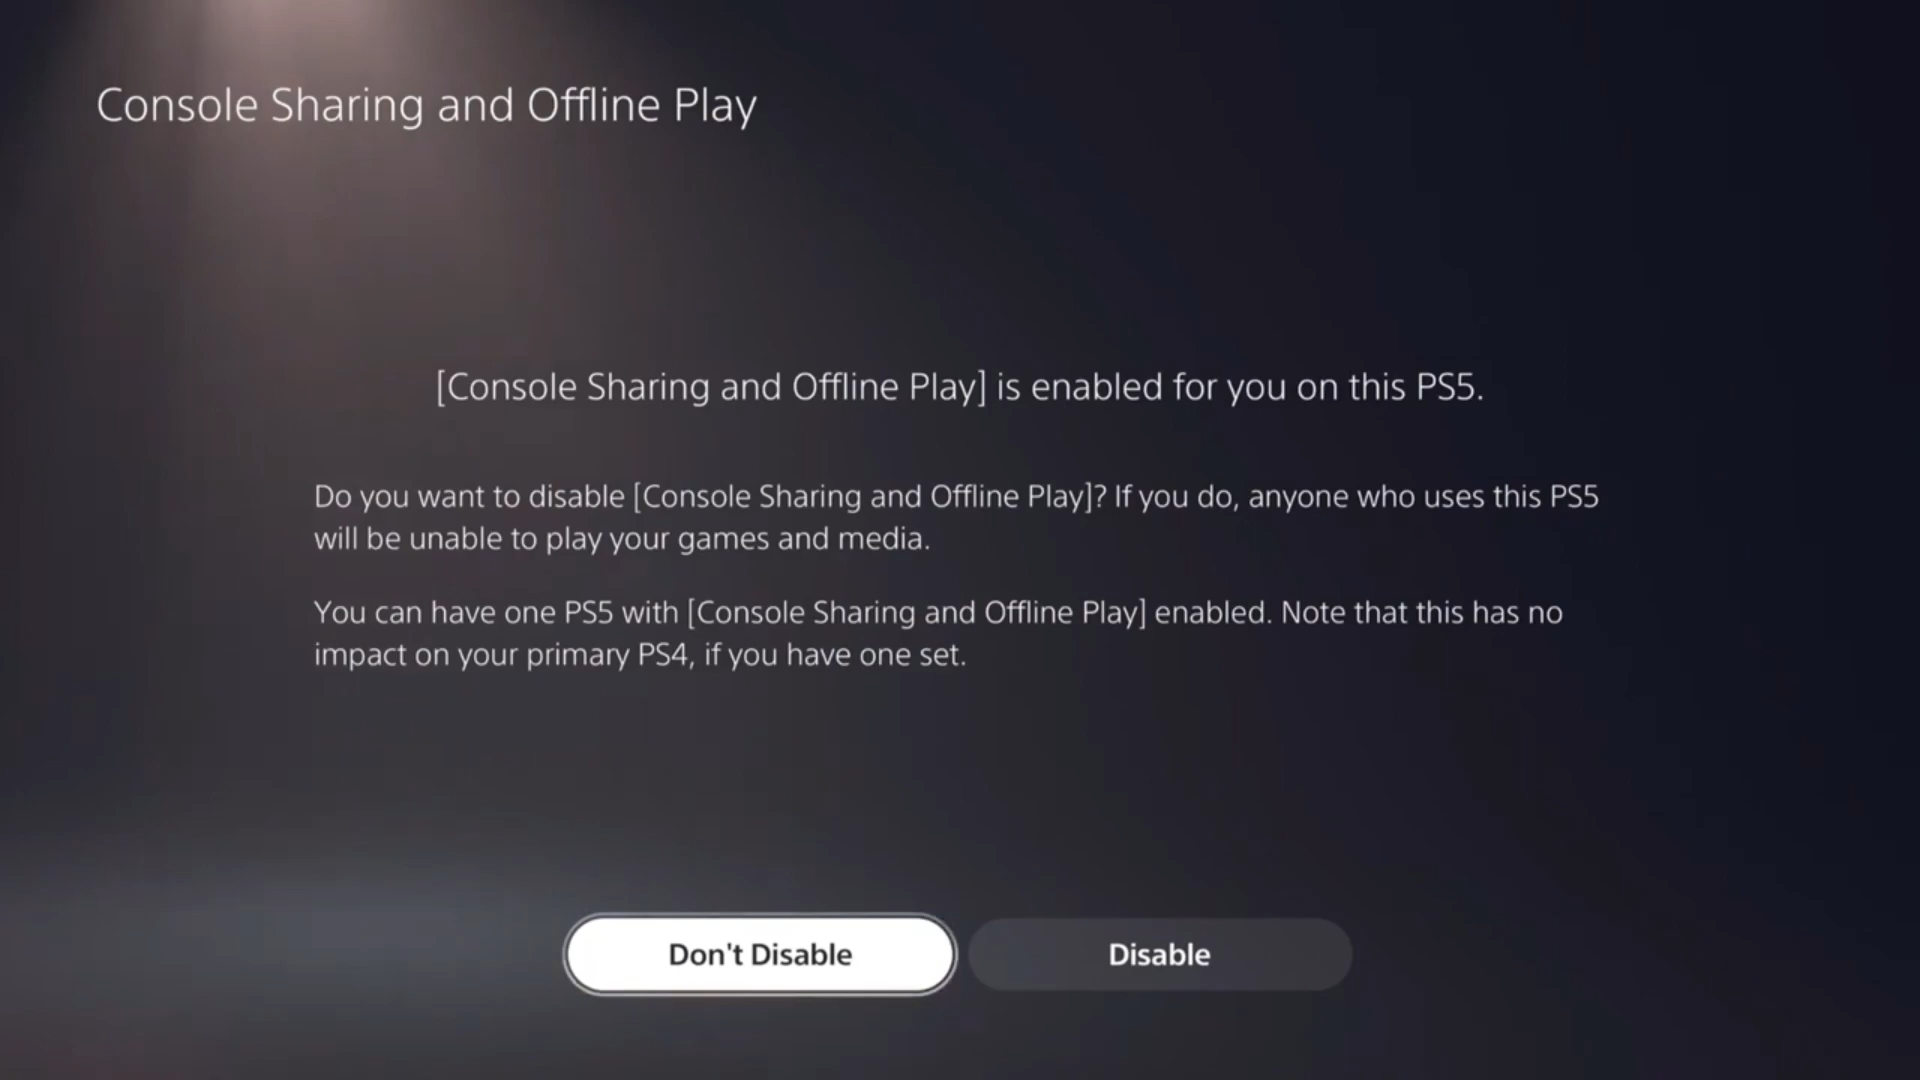 Console Sharing and Offline Play
[Console Sharing and Offline Play] is enabled for you on this PS5.
Do you want to disable [Console Sharing and Offline Play]? If you do, anyone who uses this PS5
will be unable to play your games and media.
You can have one PS5 with [Console Sharing and Offline Play] enabled. Note that this has no
impact on your primary PS4, if you have one set.
Don't Disable
Disable